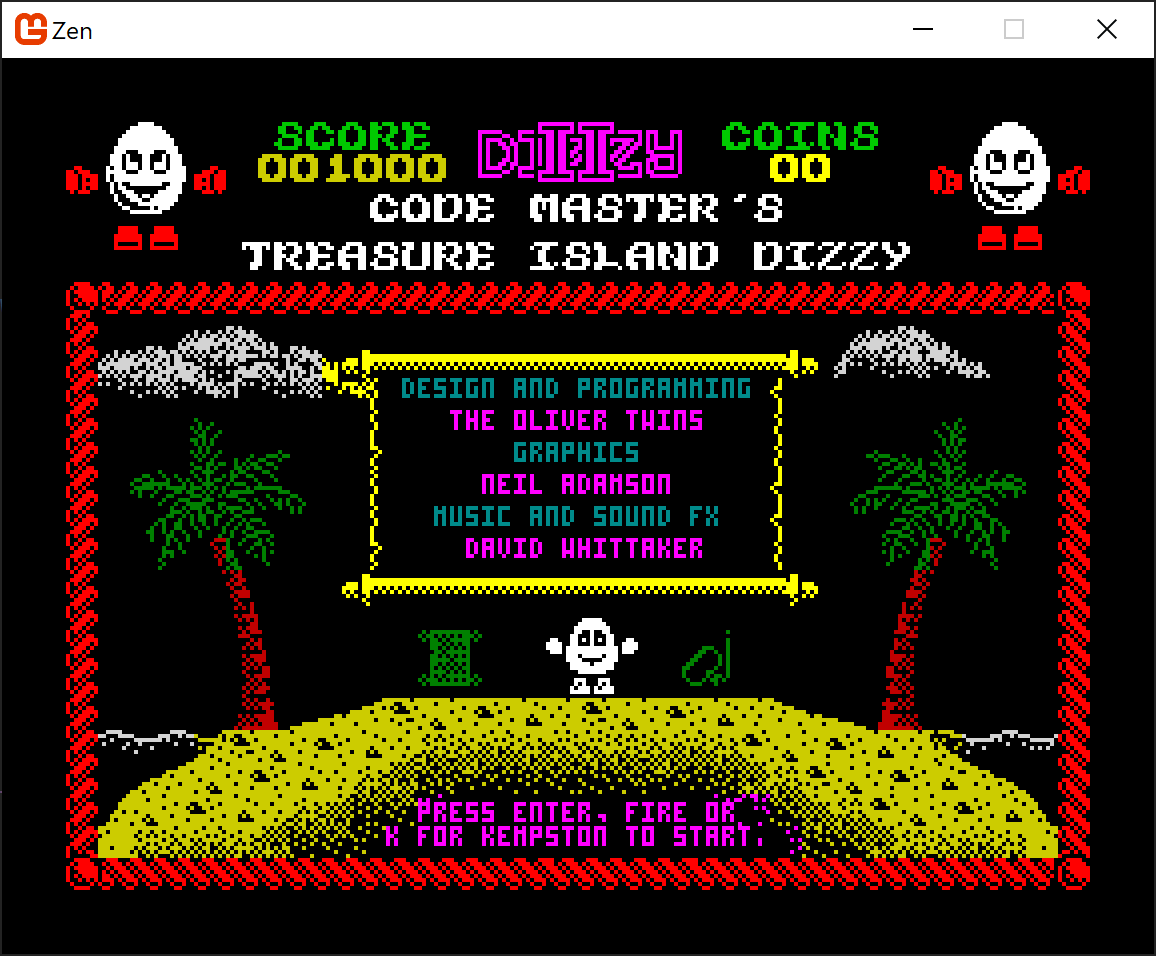 Zen
SCORE
DIZZY
COINS
001000
00
CODE MASTER'S
TREASURE ISLAND DIZZY
DESIGN AND PROGRAMMING
THE OLIVER TWINS
GRAPHICS
NEIL ADAMSON
MUSIC AND SOUND FX
DAVID WHITTAKER
PRESS ENTER, FIRE OR
K FOR KEMPSTON TO START.